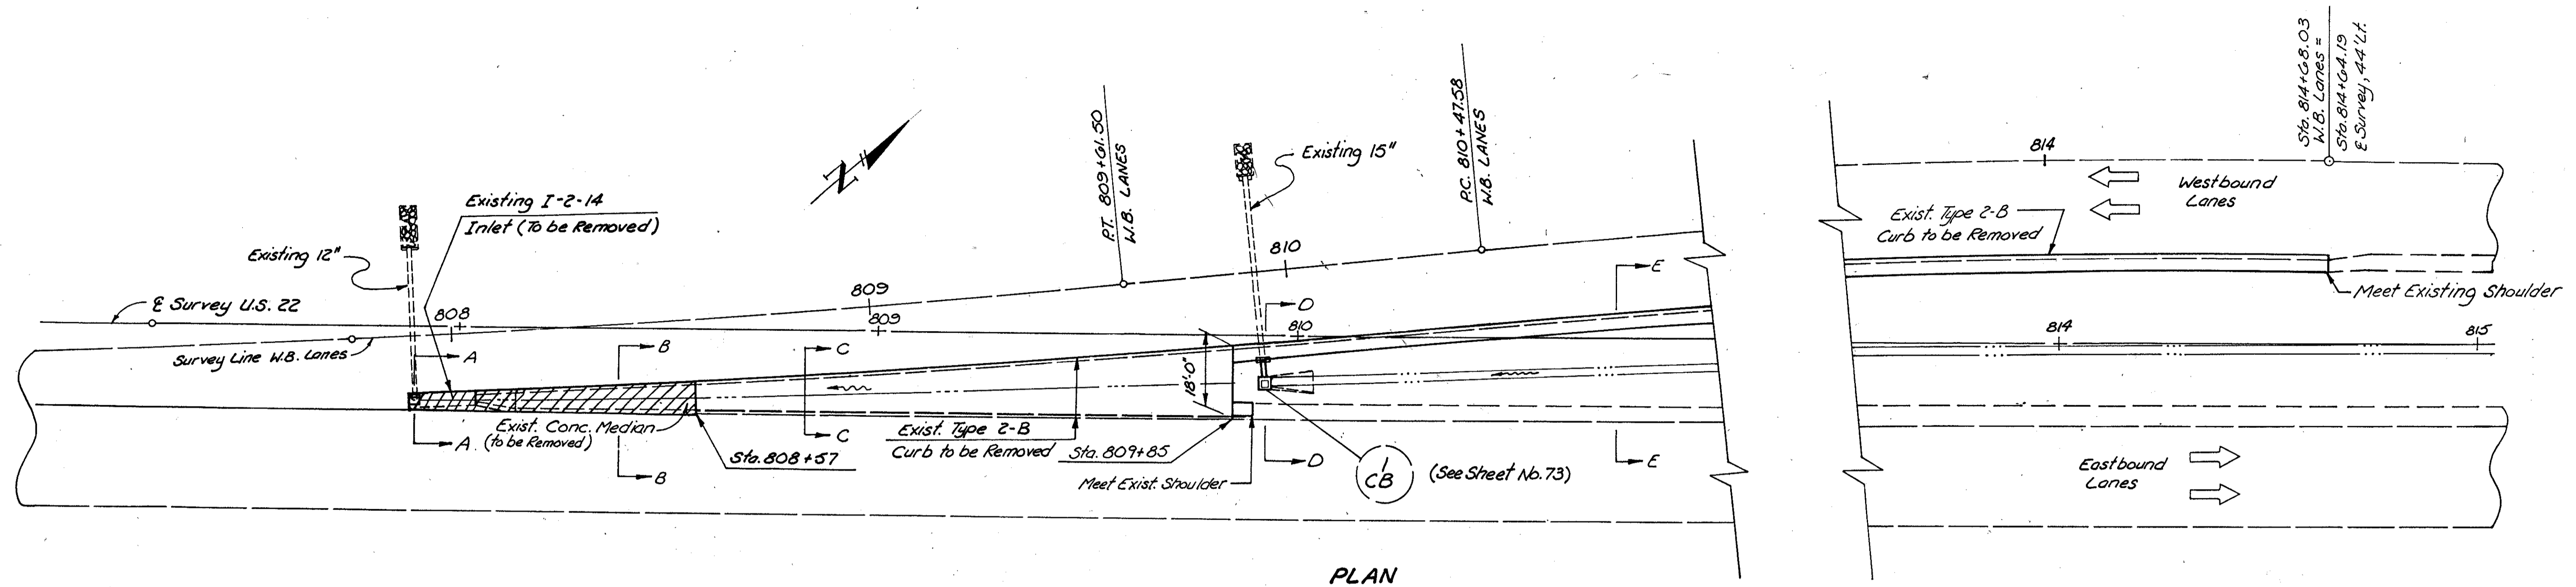 Sta. 814+68.03
W.B. Lanes =
Sta. 814+64.19
℄ Survey, 44' Lt.
P.T. 809+61.50
W.B. LANES
P.C. 810+47.58
W.B. LANES
N
Existing 15"
814
Westbound
Lanes
Exist. Type 2-B
Curb to be Removed
Existing I-2-14
Inlet (To be Removed)
Existing 12"
810
E
Meet Existing Shoulder
809
D
℄ Survey U.S. 22
808
809
810
814
815
Survey Line W.B. Lanes
A
B
C
18'-0"
Exist. Conc. Median
(to be Removed)
A
B
C
Sta. 808+57
Exist. Type 2-B
Curb to be Removed
Sta. 809+85
Meet Exist. Shoulder
D
E
1
CB
(See Sheet No. 73)
Eastbound
Lanes
PLAN